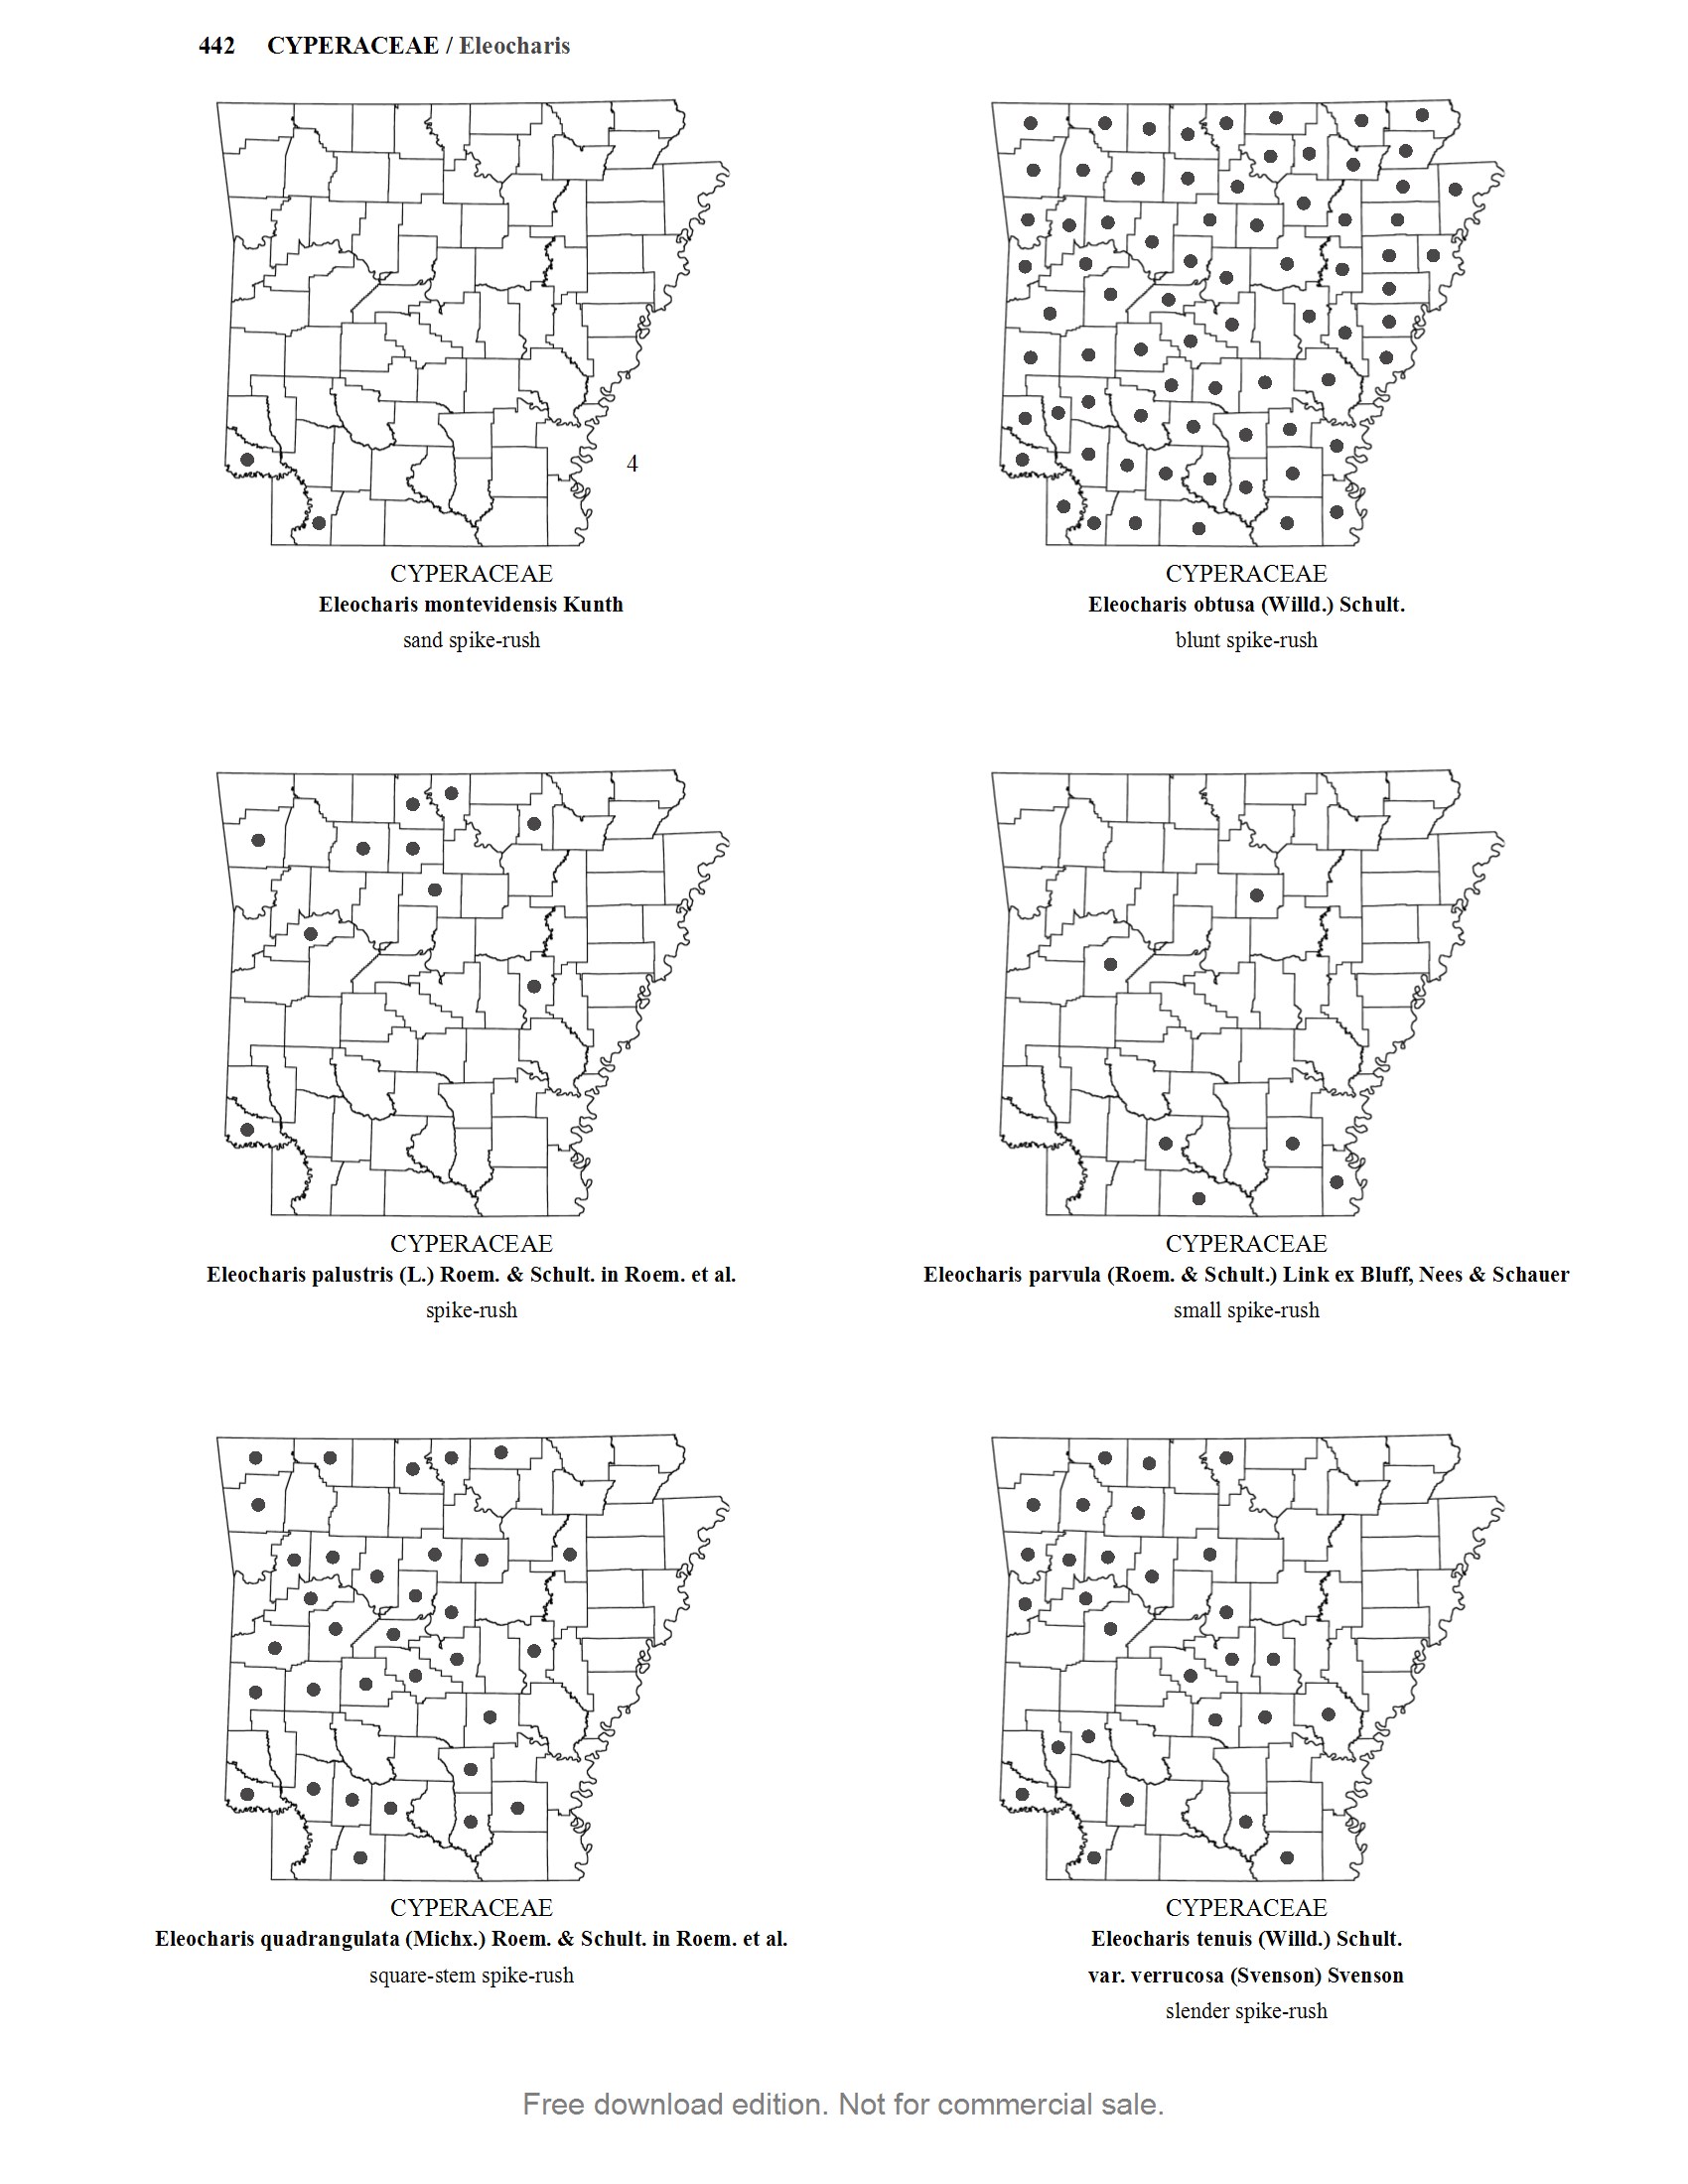 442 CYPERACEAE / Eleocharis
4
CYPERACEAE
Eleocharis montevidensis Kunth
sand spike-rush
CYPERACEAE
Eleocharis obtusa (Willd.) Schult.
blunt spike-rush
CYPERACEAE
Eleocharis palustris (L.) Roem. & Schult. in Roem. et al.
spike-rush
CYPERACEAE
Eleocharis parvula (Roem. & Schult.) Link ex Bluff, Nees & Schauer
small spike-rush
CYPERACEAE
Eleocharis quadrangulata (Michx.) Roem. & Schult. in Roem. et al.
square-stem spike-rush
CYPERACEAE
Eleocharis tenuis (Willd.) Schult.
var. verrucosa (Svenson) Svenson
slender spike-rush
Free download edition. Not for commercial sale.